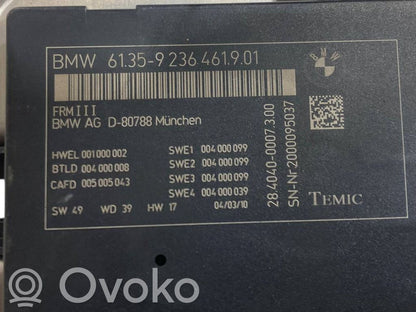 BMW 61.35-9 236 461.9.01
FRMIII
BMW AG D-80788 München
HWEL 001 000 002
BTLD 004 000 008
CAFD 005 005 043
SWE1 004 000 099
SWE2 004 000 099
SWE3 004 000 099
SWE4 004 000 039
SW 49 WD 39 HW 17 04/03/10
28.4040-0007.3.00
SN-Nr2000095037
TEMIC
OVOKO